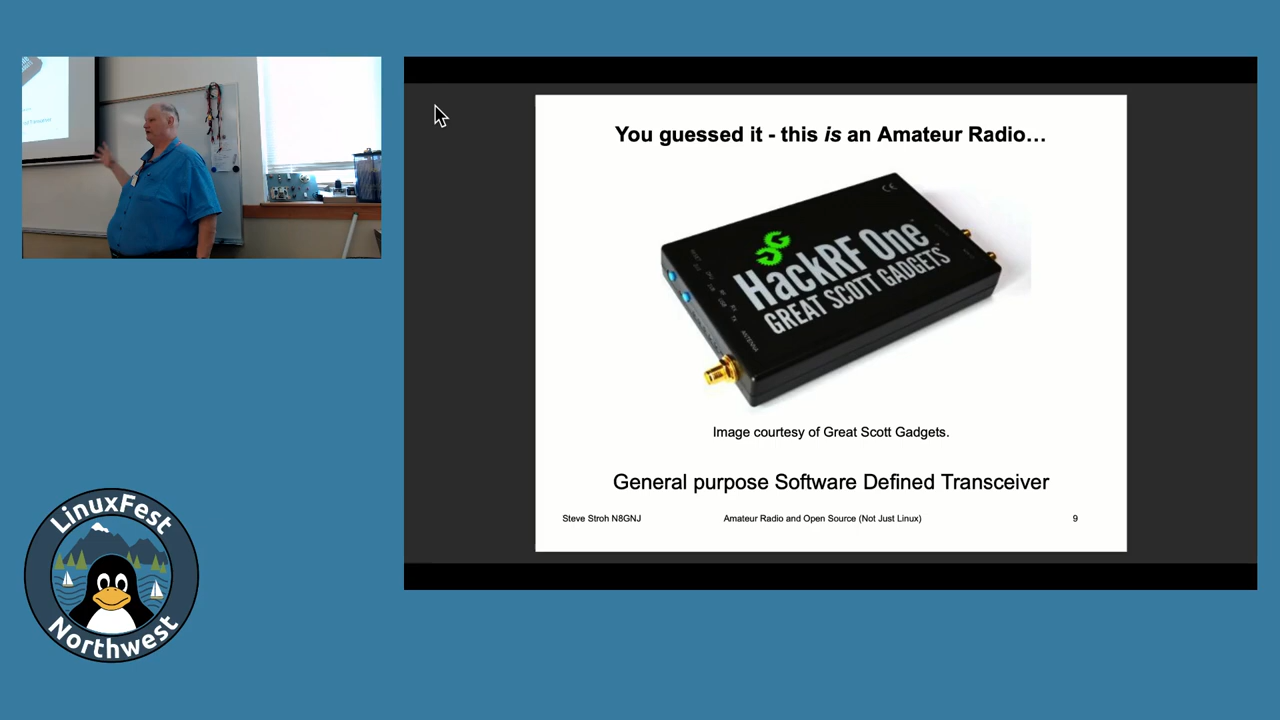 You guessed it - this is an Amateur Radio…
HackRF One
GREAT SCOTT GADGETS
ANTENNA
Image courtesy of Great Scott Gadgets.
General purpose Software Defined Transceiver
Steve Stroh N8GNJ
Amateur Radio and Open Source (Not Just Linux)
9
LinuxFest
Northwest